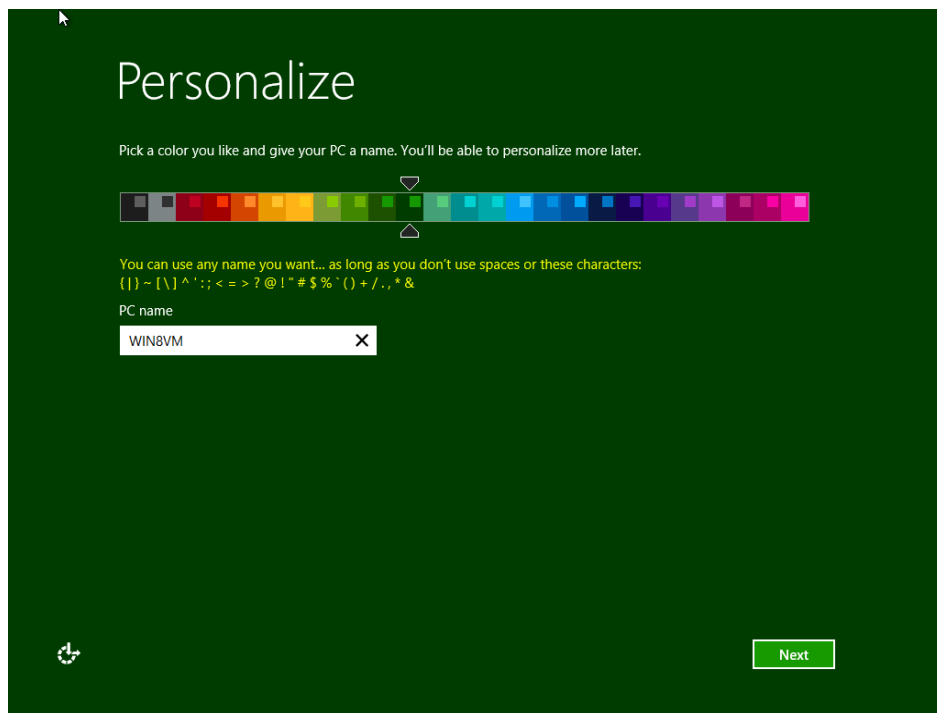 Personalize
Pick a color you like and give your PC a name. You'll be able to personalize more later.
You can use any name you want... as long as you don't use spaces or these characters:
{ | } ~ [ \ ] ^ ' : ; < = > ? @ ! " # $ % ` ( ) + / . , * &
PC name
WIN8VM
Next